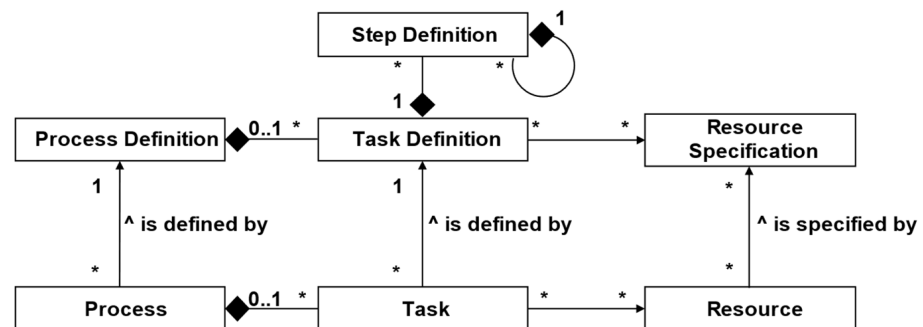 1
Step Definition
* *
1
0..1 * * *
Process Definition Task Definition Resource
Specification
1 1 *
^ is defined by ^ is defined by ^ is specified by
* * *
0..1 * * *
Process Task Resource